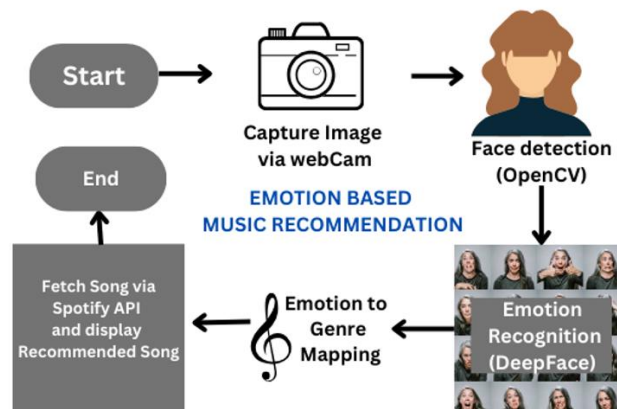 Start
Capture Image
via webCam
Face detection
(OpenCV)
End
EMOTION BASED
MUSIC RECOMMENDATION
Fetch Song via
Spotify API
and display
Recommended Song
Emotion to
Genre
Mapping
Emotion
Recognition
(DeepFace)